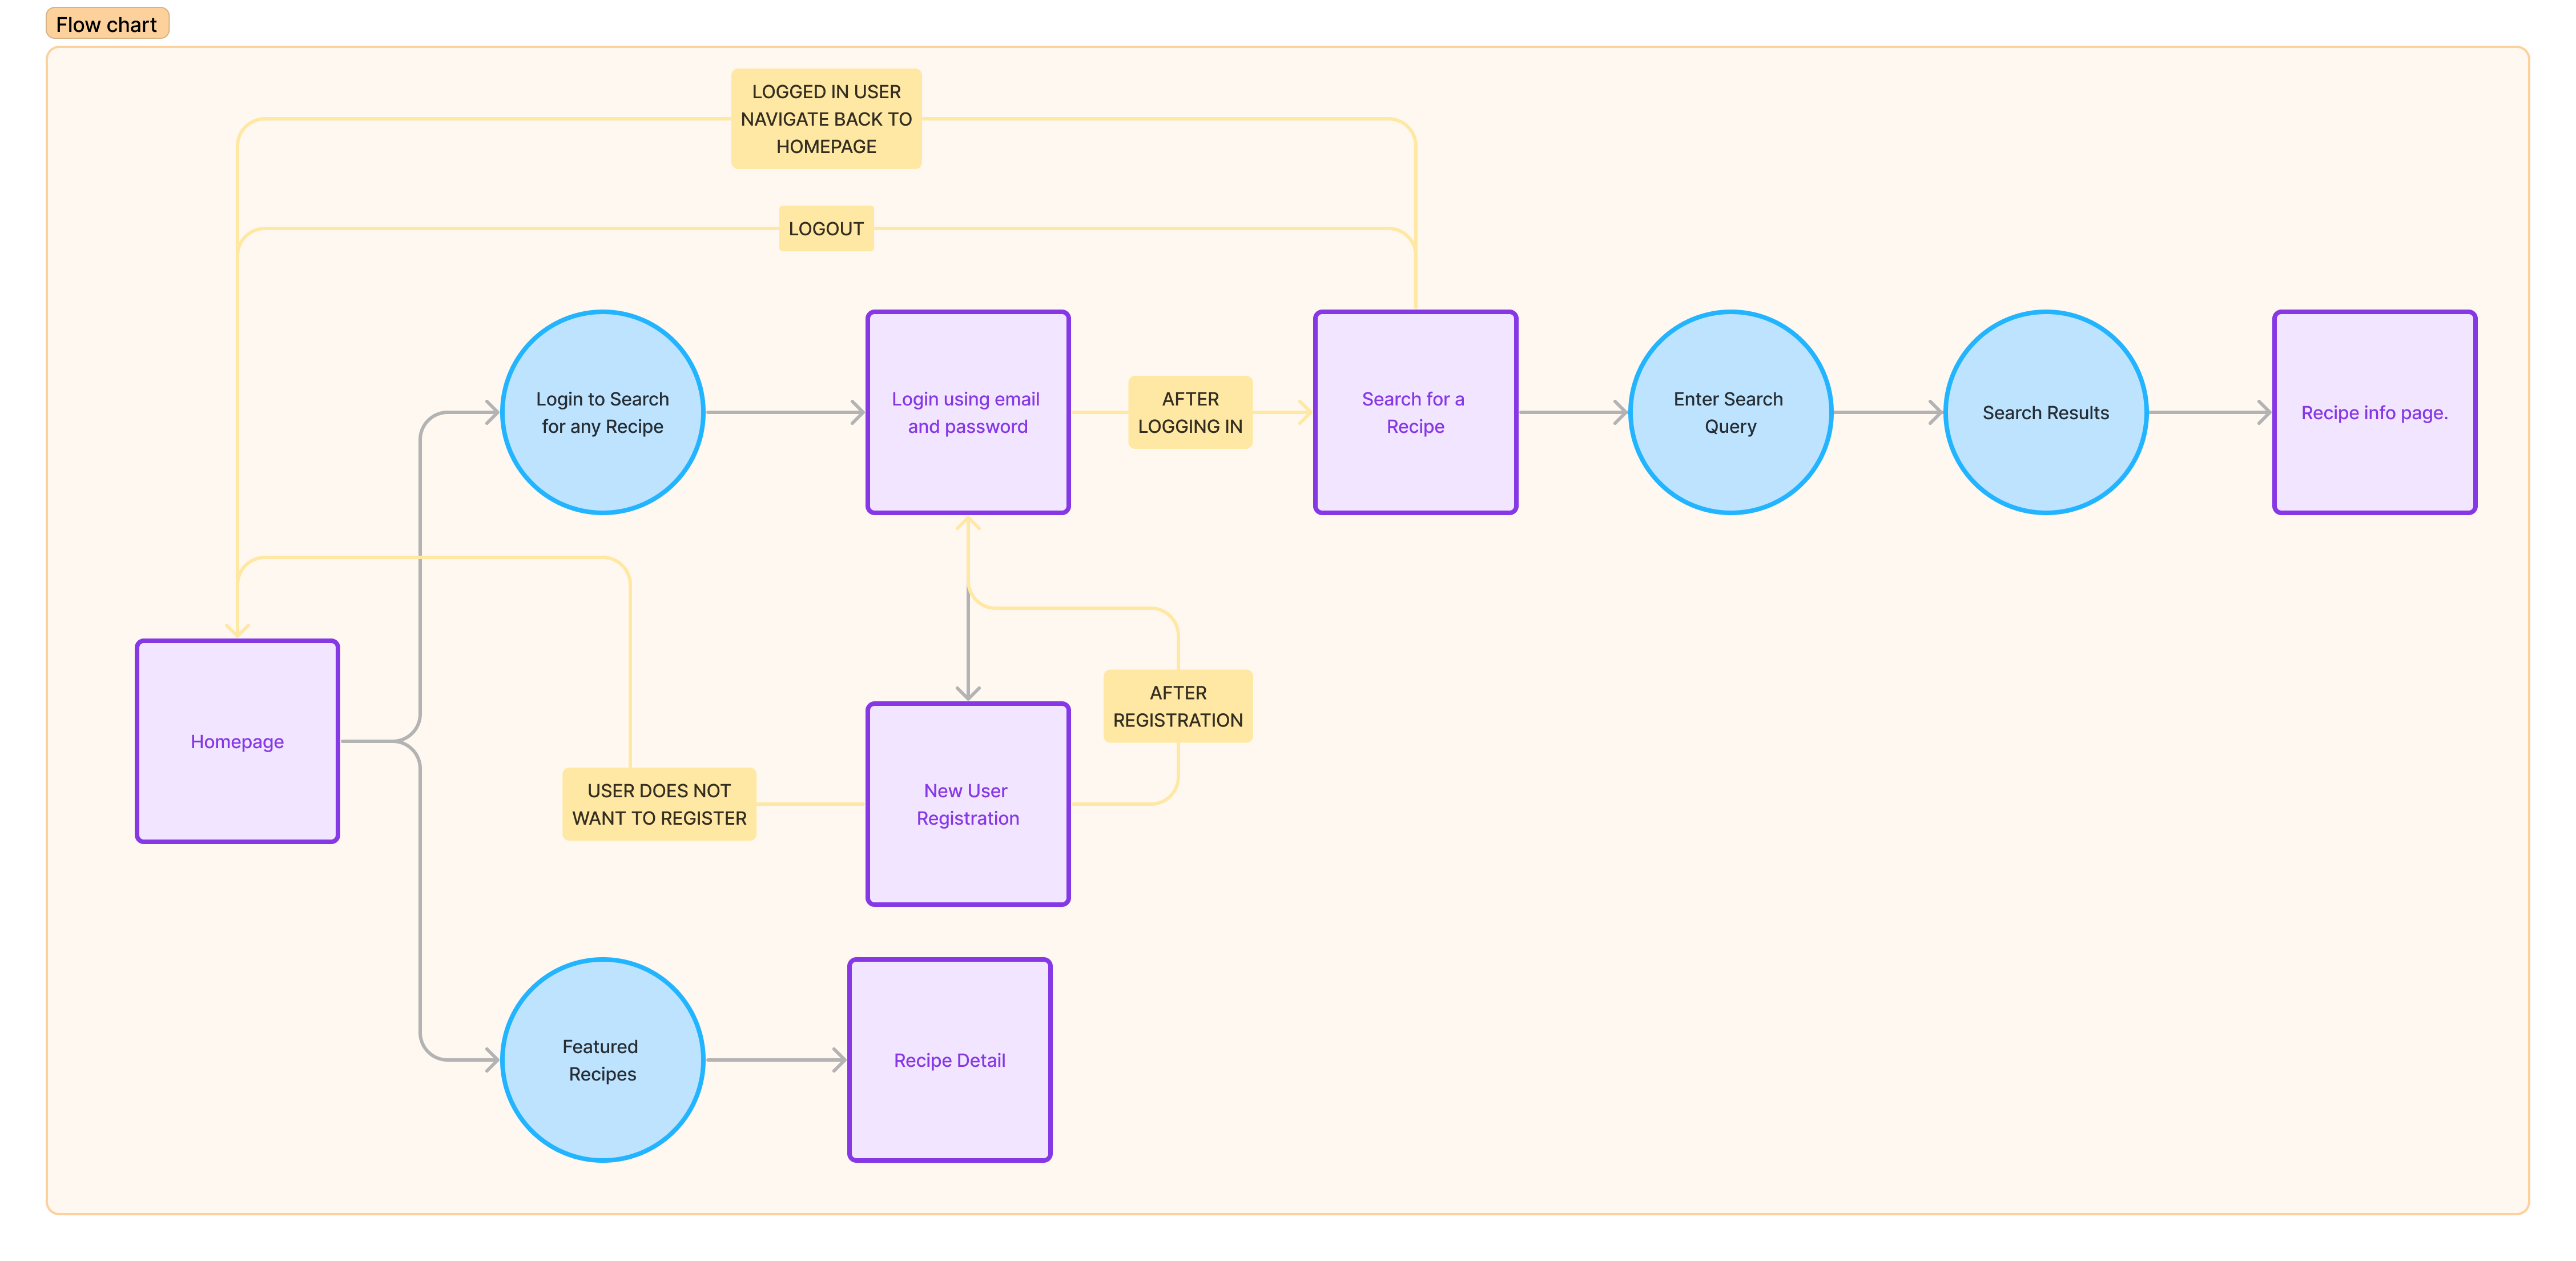 Flow chart
LOGGED IN USER
NAVIGATE BACK TO
HOMEPAGE
LOGOUT
Login to Search
for any Recipe
Login using email
and password
AFTER
LOGGING IN
Search for a
Recipe
Enter Search
Query
Search Results
Recipe info page.
Homepage
USER DOES NOT
WANT TO REGISTER
New User
Registration
AFTER
REGISTRATION
Featured
Recipes
Recipe Detail